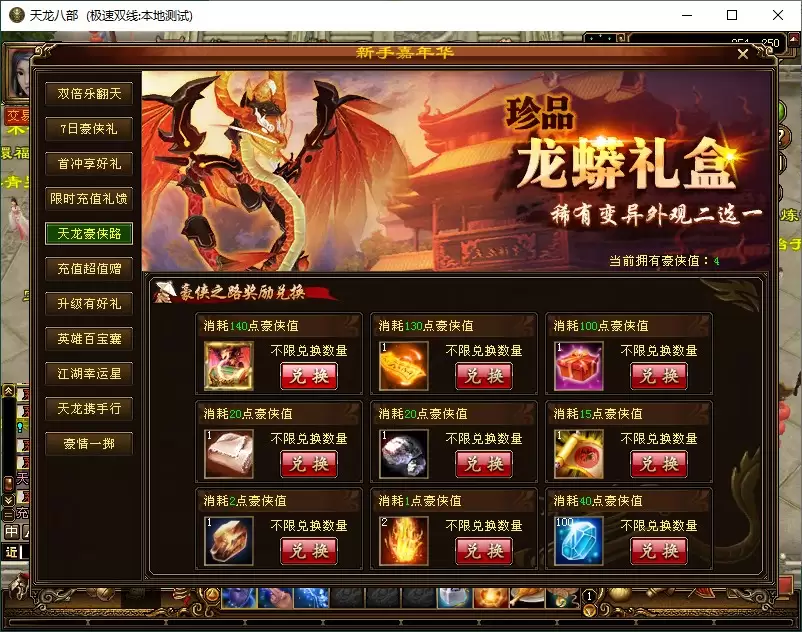 天龙八部 (极速双线:本地测试)
新手嘉年华
双倍乐翻天
7日豪侠礼
首冲享好礼
限时充值礼馈
天龙豪侠路
充值超值赠
升级有好礼
英雄百宝囊
江湖幸运星
天龙携手行
豪情一掷
珍品
龙蟒礼盒
稀有变异外观二选一
当前拥有豪侠值：4
豪侠之路奖励兑换
消耗140点豪侠值
不限兑换数量
兑换
消耗130点豪侠值
1
不限兑换数量
兑换
消耗100点豪侠值
1
不限兑换数量
兑换
消耗20点豪侠值
1
不限兑换数量
兑换
消耗20点豪侠值
1
不限兑换数量
兑换
消耗15点豪侠值
1
不限兑换数量
兑换
消耗2点豪侠值
1
不限兑换数量
兑换
消耗1点豪侠值
2
不限兑换数量
兑换
消耗40点豪侠值
100
不限兑换数量
兑换
交易
近
1